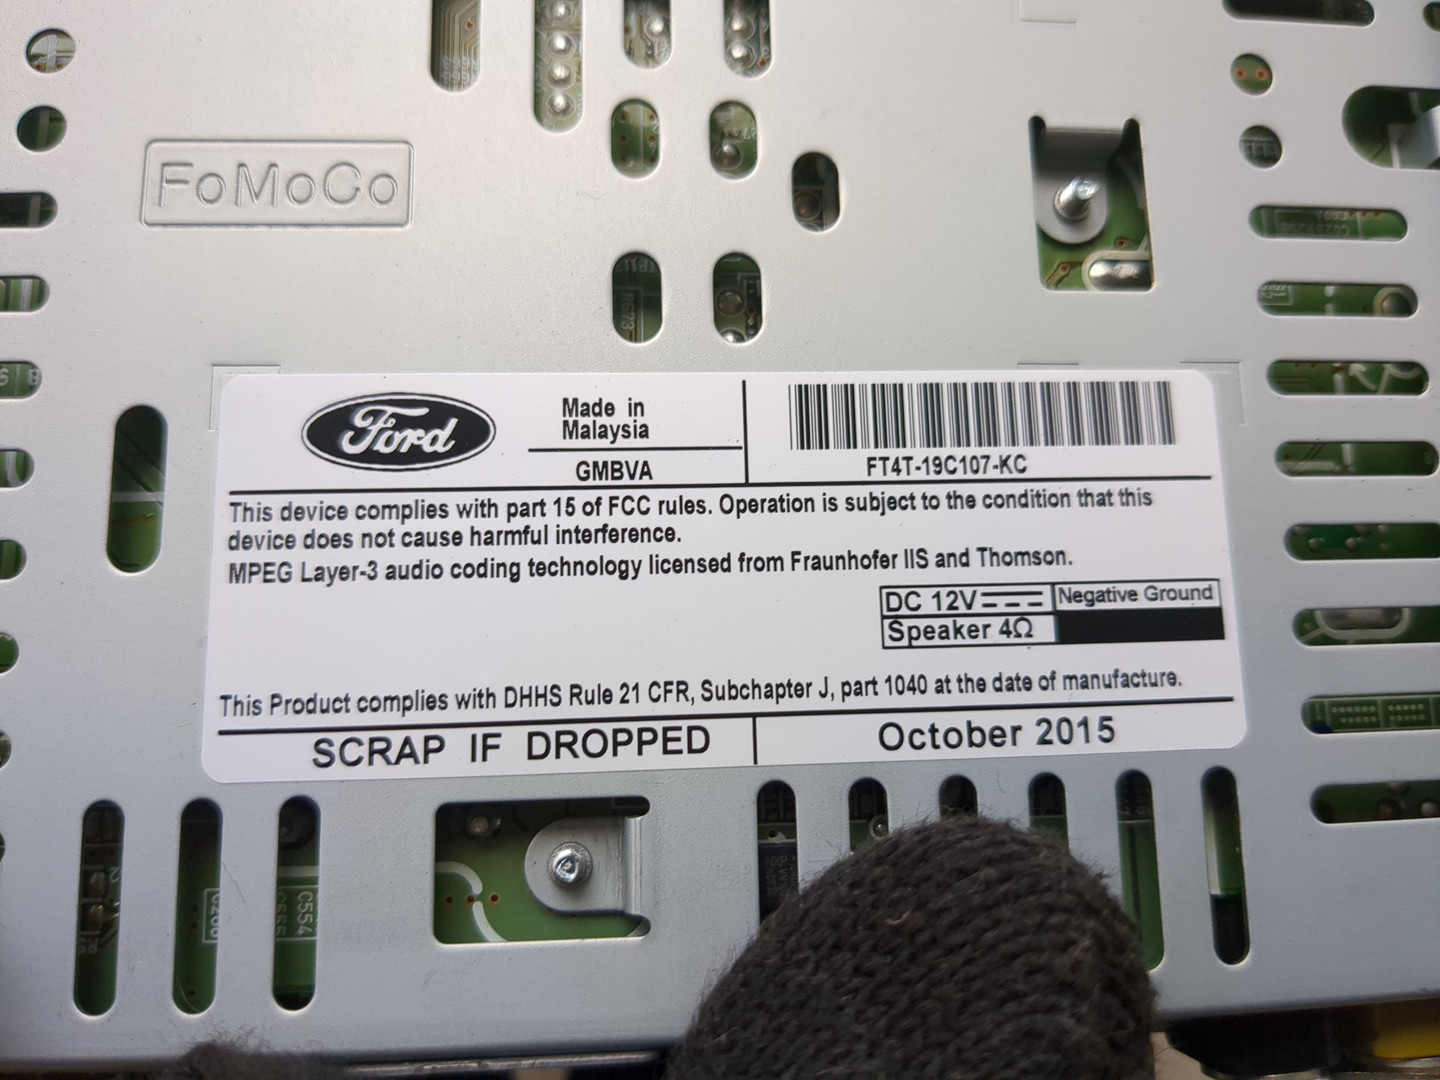 FoMoCo
R673
Ford
Made in
Malaysia
GMBVA
FT4T-19C107-KC
This device complies with part 15 of FCC rules. Operation is subject to the condition that this
device does not cause harmful interference.
MPEG Layer-3 audio coding technology licensed from Fraunhofer IIS and Thomson.
DC 12V Negative Ground
Speaker 4Ω
This Product complies with DHHS Rule 21 CFR, Subchapter J, part 1040 at the date of manufacture.
SCRAP IF DROPPED
October 2015
C554
C555